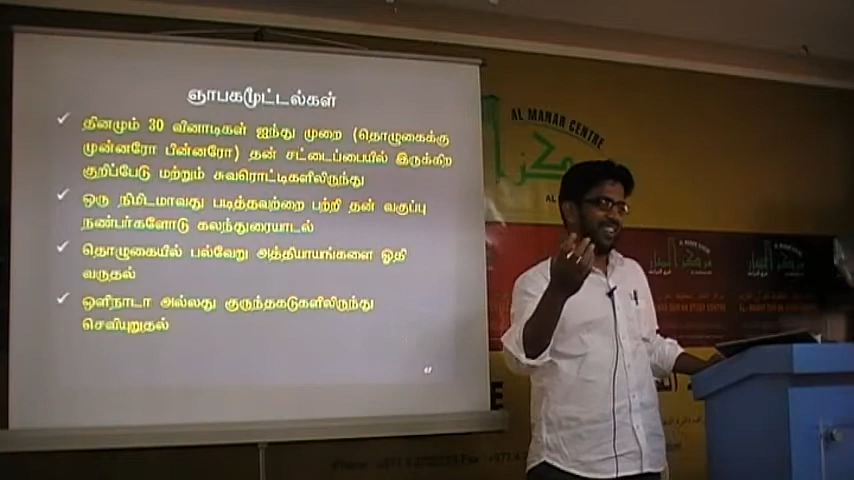 ஞாபகமூட்டல்கள்
தினமும் 30 வினாடிகள் ஐந்து முறை (தொழுகைக்கு
முன்னரோ பின்னரோ) தன் சட்டைப்பையில் இருக்கிற
குறிப்பேடு மற்றும் சுவரொட்டிகளிலிருந்து
ஒரு நிமிடமாவது படித்தவற்றை பற்றி தன் வகுப்பு
நண்பர்களோடு கலந்துரையாடல்
தொழுகையில் பல்வேறு அத்தியாயங்களை ஓதி
வருதல்
ஒளிநாடா அல்லது குருந்தகடுகளிலிருந்து
செவியுறுதல்
AL MANAR CENTRE
مركز المنار